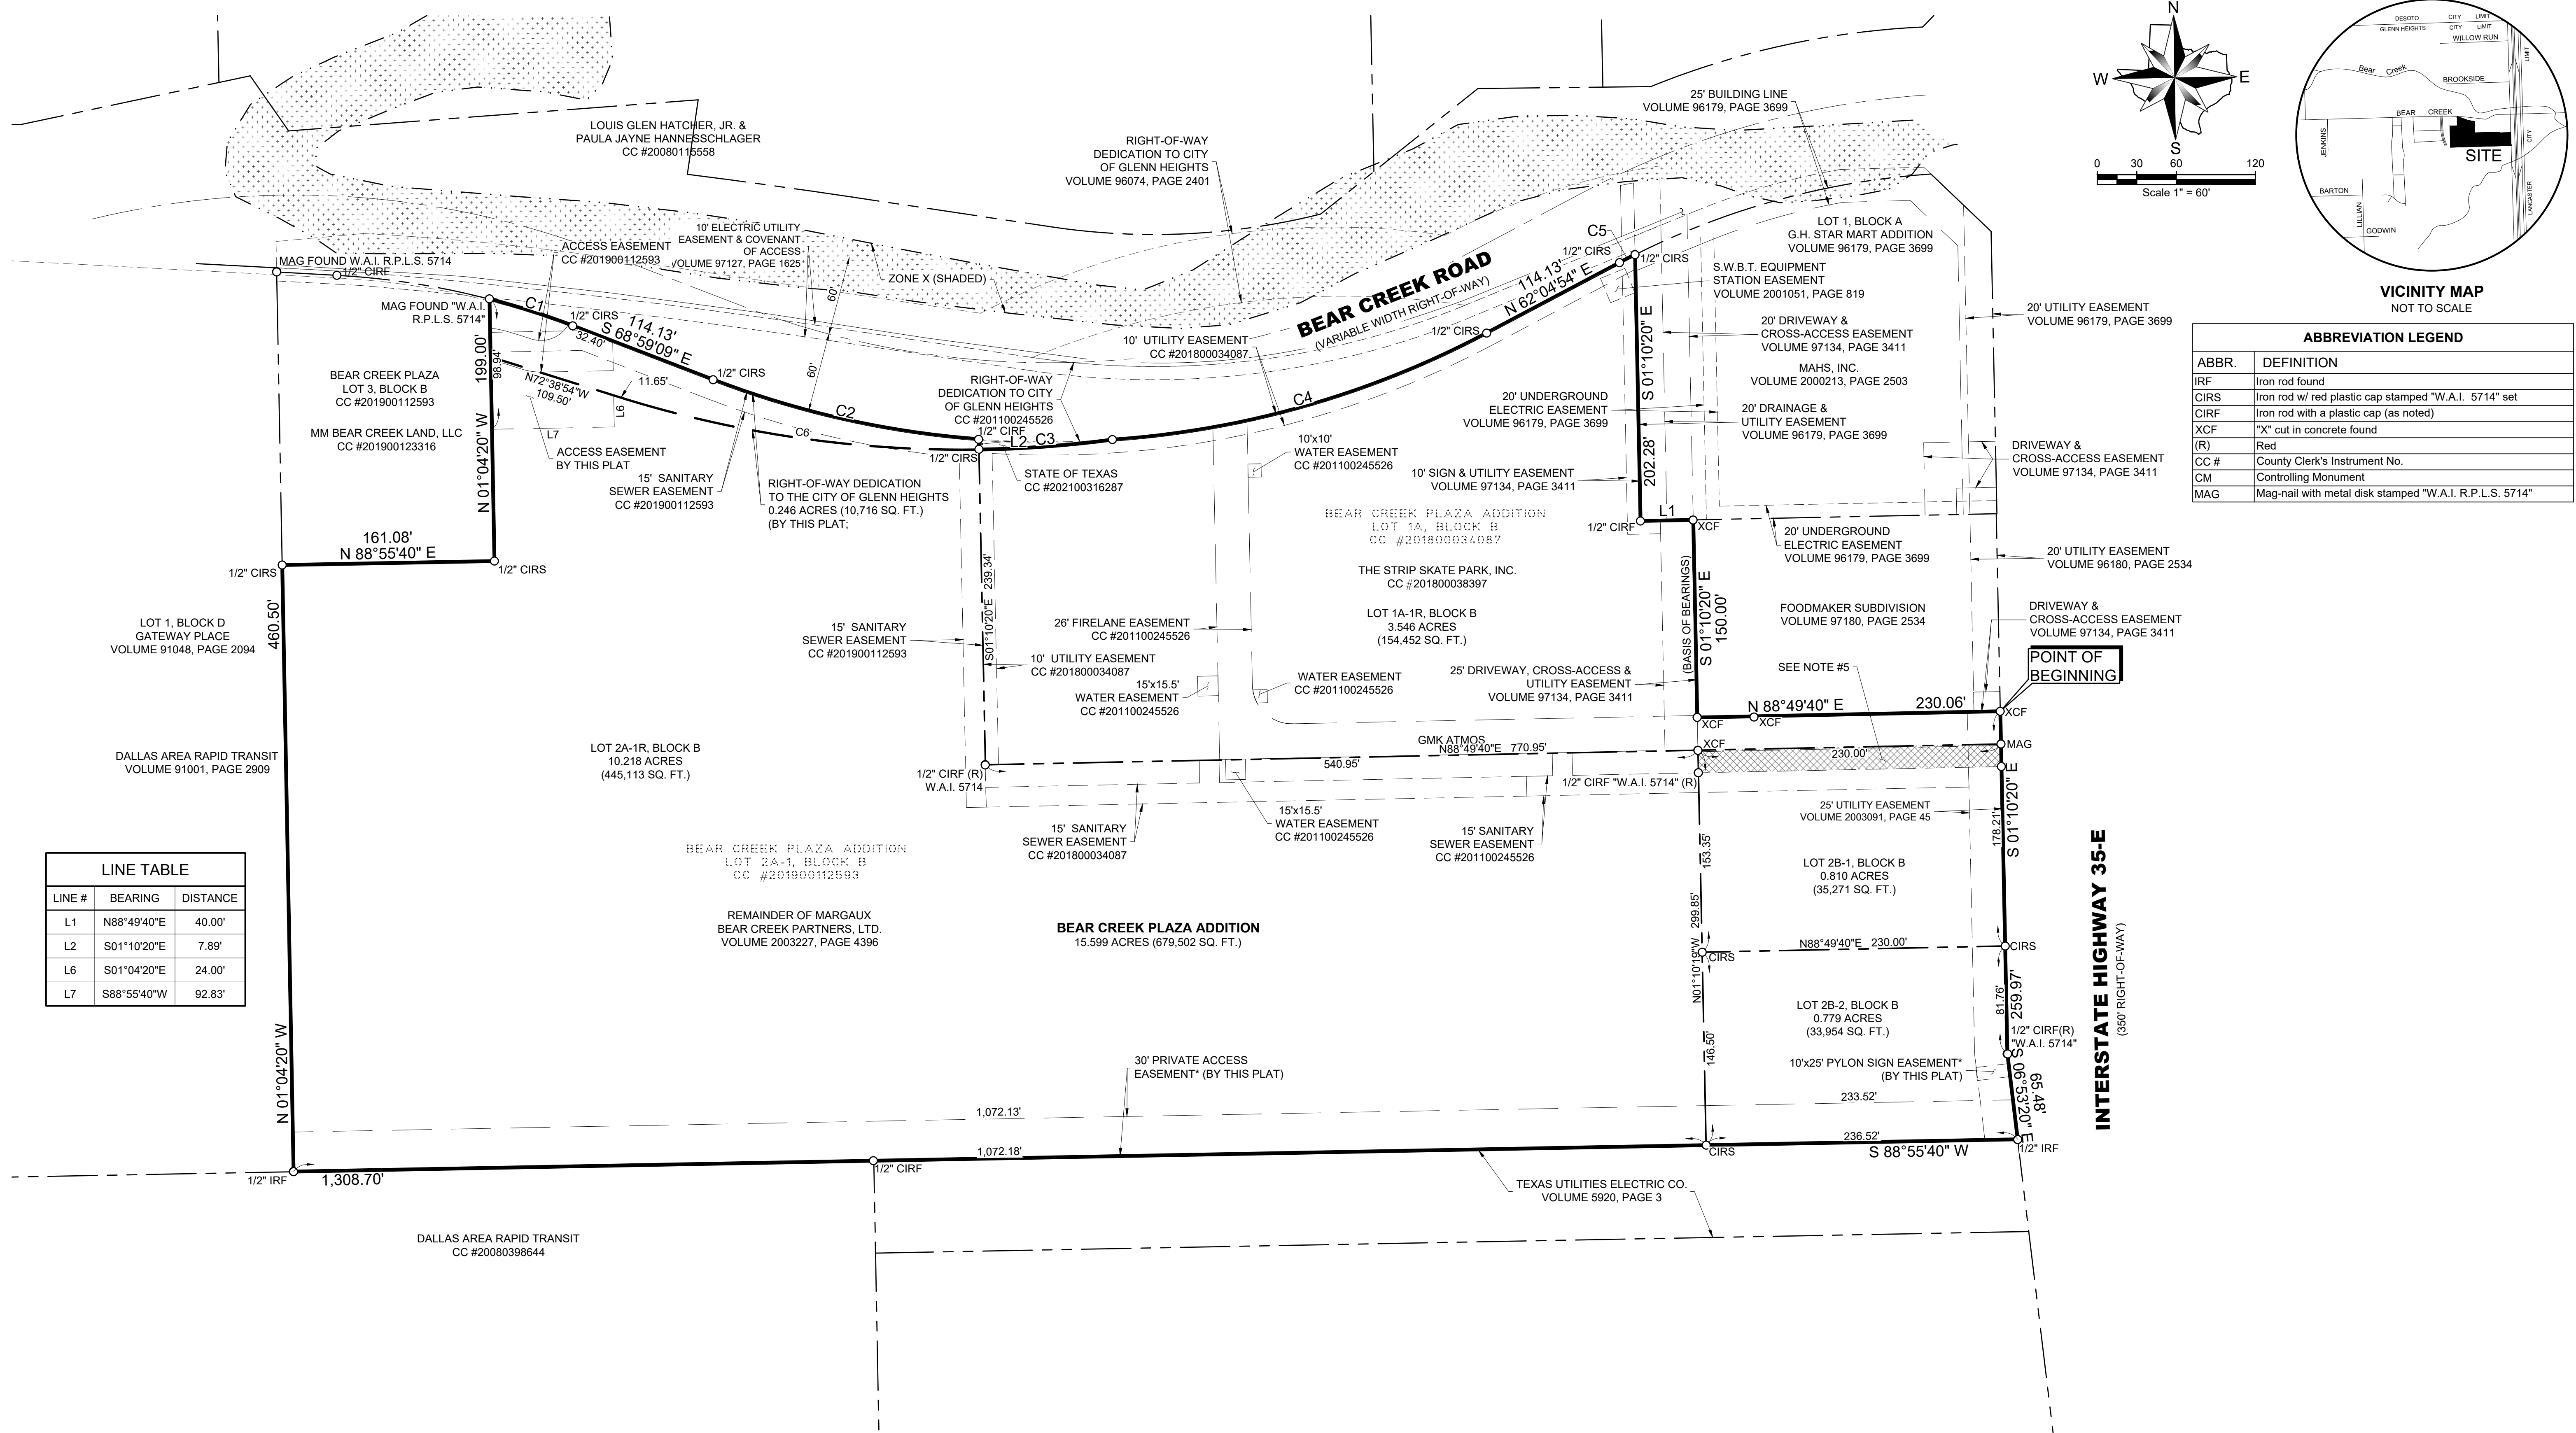 LOUIS GLEN HATCHER, JR. &
PAULA JAYNE HANNESSCHLAGER
CC #20080115558
RIGHT-OF-WAY
DEDICATION TO CITY
OF GLENN HEIGHTS
VOLUME 96074, PAGE 2401
25' BUILDING LINE
VOLUME 96179, PAGE 3699
N
W
E
S
0 30 60 120
Scale 1" = 60'
DESOTO CITY LIMIT
GLENN HEIGHTS CITY LIMIT
WILLOW RUN
Bear Creek
BROOKSIDE
BEAR CREEK
JENKINS
SITE
BARTON
LILLIAN
GODWIN
LANCASTER
CITY
LIMIT
VICINITY MAP
NOT TO SCALE
ABBREVIATION LEGEND
ABBR. DEFINITION
IRF Iron rod found
CIRS Iron rod w/ red plastic cap stamped "W.A.I. 5714" set
CIRF Iron rod with a plastic cap (as noted)
XCF "X" cut in concrete found
(R) Red
CC # County Clerk's Instrument No.
CM Controlling Monument
MAG Mag-nail with metal disk stamped "W.A.I. R.P.L.S. 5714"
10' ELECTRIC UTILITY
EASEMENT & COVENANT
OF ACCESS
VOLUME 97127, PAGE 1625
ACCESS EASEMENT
CC #201900112593
MAG FOUND W.A.I. R.P.L.S. 5714
1/2" CIRF
ZONE X (SHADED)
60'
60'
MAG FOUND "W.A.I.
R.P.L.S. 5714"
C1
1/2" CIRS
114.13'
S 68°59'09" E
32.40'
1/2" CIRS
199.00'
98.94'
N 01°04'20" W
N72°38'54"W
109.50'
11.65'
L6
L7
C6
C2
BEAR CREEK PLAZA
LOT 3, BLOCK B
CC #201900112593
MM BEAR CREEK LAND, LLC
CC #201900123316
ACCESS EASEMENT
BY THIS PLAT
15' SANITARY
SEWER EASEMENT
CC #201900112593
RIGHT-OF-WAY DEDICATION
TO THE CITY OF GLENN HEIGHTS
0.246 ACRES (10,716 SQ. FT.)
(BY THIS PLAT;
RIGHT-OF-WAY
DEDICATION TO CITY
OF GLENN HEIGHTS
CC #201100245526
1/2" CIRF
L2 C3
1/2" CIRS
STATE OF TEXAS
CC #202100316287
10' UTILITY EASEMENT
CC #201800034087
BEAR CREEK ROAD
(VARIABLE WIDTH RIGHT-OF-WAY)
C4
1/2" CIRS
114.13'
N 62°04'54" E
1/2" CIRS
C5
1/2" CIRS
LOT 1, BLOCK A
G.H. STAR MART ADDITION
VOLUME 96179, PAGE 3699
S.W.B.T. EQUIPMENT
STATION EASEMENT
VOLUME 2001051, PAGE 819
20' DRIVEWAY &
CROSS-ACCESS EASEMENT
VOLUME 97134, PAGE 3411
MAHS, INC.
VOLUME 2000213, PAGE 2503
20' DRAINAGE &
UTILITY EASEMENT
VOLUME 96179, PAGE 3699
20' UTILITY EASEMENT
VOLUME 96179, PAGE 3699
DRIVEWAY &
CROSS-ACCESS EASEMENT
VOLUME 97134, PAGE 3411
20' UNDERGROUND
ELECTRIC EASEMENT
VOLUME 96179, PAGE 3699
S 01°10'20" E
202.28'
10' SIGN & UTILITY EASEMENT
VOLUME 97134, PAGE 3411
10'x10'
WATER EASEMENT
CC #201100245526
BEAR CREEK PLAZA ADDITION
LOT 1A, BLOCK B
CC #201800034087
1/2" CIRF
L1
XCF
20' UNDERGROUND
ELECTRIC EASEMENT
VOLUME 96179, PAGE 3699
20' UTILITY EASEMENT
VOLUME 96180, PAGE 2534
161.08'
N 88°55'40" E
1/2" CIRS
1/2" CIRS
THE STRIP SKATE PARK, INC.
CC #201800038397
LOT 1A-1R, BLOCK B
3.546 ACRES
(154,452 SQ. FT.)
(BASIS OF BEARINGS)
S 01°10'20" E
150.00'
FOODMAKER SUBDIVISION
VOLUME 97180, PAGE 2534
DRIVEWAY &
CROSS-ACCESS EASEMENT
VOLUME 97134, PAGE 3411
LOT 1, BLOCK D
GATEWAY PLACE
VOLUME 91048, PAGE 2094
460.50'
15' SANITARY
SEWER EASEMENT
CC #201900112593
S01°10'20"E 239.34'
26' FIRELANE EASEMENT
CC #201100245526
10' UTILITY EASEMENT
CC #201800034087
15'x15.5'
WATER EASEMENT
CC #201100245526
WATER EASEMENT
CC #201100245526
25' DRIVEWAY, CROSS-ACCESS &
UTILITY EASEMENT
VOLUME 97134, PAGE 3411
SEE NOTE #5
POINT OF
BEGINNING
N 88°49'40" E 230.06'
XCF
XCF
XCF
DALLAS AREA RAPID TRANSIT
VOLUME 91001, PAGE 2909
LOT 2A-1R, BLOCK B
10.218 ACRES
(445,113 SQ. FT.)
GMK ATMOS
N88°49'40"E 770.95'
540.95'
XCF
MAG
230.00'
1/2" CIRF (R)
W.A.I. 5714
1/2" CIRF "W.A.I. 5714" (R)
15' SANITARY
SEWER EASEMENT
CC #201800034087
15'x15.5'
WATER EASEMENT
CC #201100245526
15' SANITARY
SEWER EASEMENT
CC #201100245526
25' UTILITY EASEMENT
VOLUME 2003091, PAGE 45
178.21'
S 01°10'20" E
153.35'
BEAR CREEK PLAZA ADDITION
LOT 2A-1, BLOCK B
CC #201900112593
LOT 2B-1, BLOCK B
0.810 ACRES
(35,271 SQ. FT.)
REMAINDER OF MARGAUX
BEAR CREEK PARTNERS, LTD.
VOLUME 2003227, PAGE 4396
BEAR CREEK PLAZA ADDITION
15.599 ACRES (679,502 SQ. FT.)
N01°10'19"W 299.85'
N88°49'40"E 230.00'
CIRS
CIRS
LINE TABLE
LINE # BEARING DISTANCE
L1 N88°49'40"E 40.00'
L2 S01°10'20"E 7.89'
L6 S01°04'20"E 24.00'
L7 S88°55'40"W 92.83'
INTERSTATE HIGHWAY 35-E
(350' RIGHT-OF-WAY)
LOT 2B-2, BLOCK B
0.779 ACRES
(33,954 SQ. FT.)
81.76'
259.97'
1/2" CIRF(R)
"W.A.I. 5714"
146.50'
10'x25' PYLON SIGN EASEMENT*
(BY THIS PLAT)
S 06°53'20" E
65.48'
N 01°04'20" W
30' PRIVATE ACCESS
EASEMENT* (BY THIS PLAT)
1,072.13'
233.52'
1,072.18'
236.52'
S 88°55'40" W
CIRS
1/2" IRF
1/2" IRF
1,308.70'
1/2" CIRF
TEXAS UTILITIES ELECTRIC CO.
VOLUME 5920, PAGE 3
DALLAS AREA RAPID TRANSIT
CC #20080398644